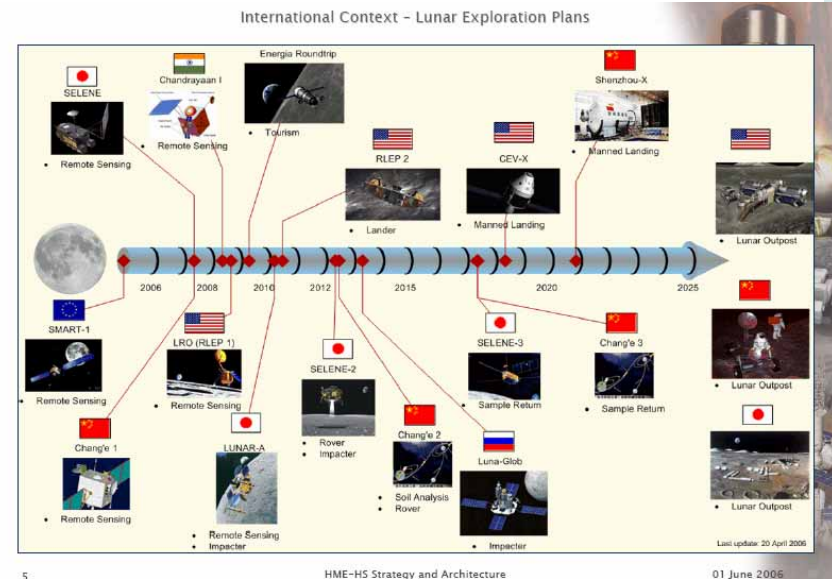 International Context - Lunar Exploration Plans
SELENE
• Remote Sensing
Chandrayaan I
• Remote Sensing
Energia Roundtrip
• Tourism
RLEP 2
• Lander
CEV-X
• Manned Landing
Shenzhou-X
• Manned Landing
• Lunar Outpost
2006 2008 2010 2012 2015 2020 2025
SMART-1
• Remote Sensing
Chang'e 1
• Remote Sensing
LRO (RLEP 1)
• Remote Sensing
LUNAR-A
• Remote Sensing
• Impacter
SELENE-2
• Rover
• Impacter
Chang'e 2
• Soil Analysis
• Rover
Luna-Glob
• Impacter
SELENE-3
• Sample Return
Chang'e 3
• Sample Return
• Lunar Outpost
• Lunar Outpost
Last update: 20 April 2006
5 HME-HS Strategy and Architecture 01 June 2006